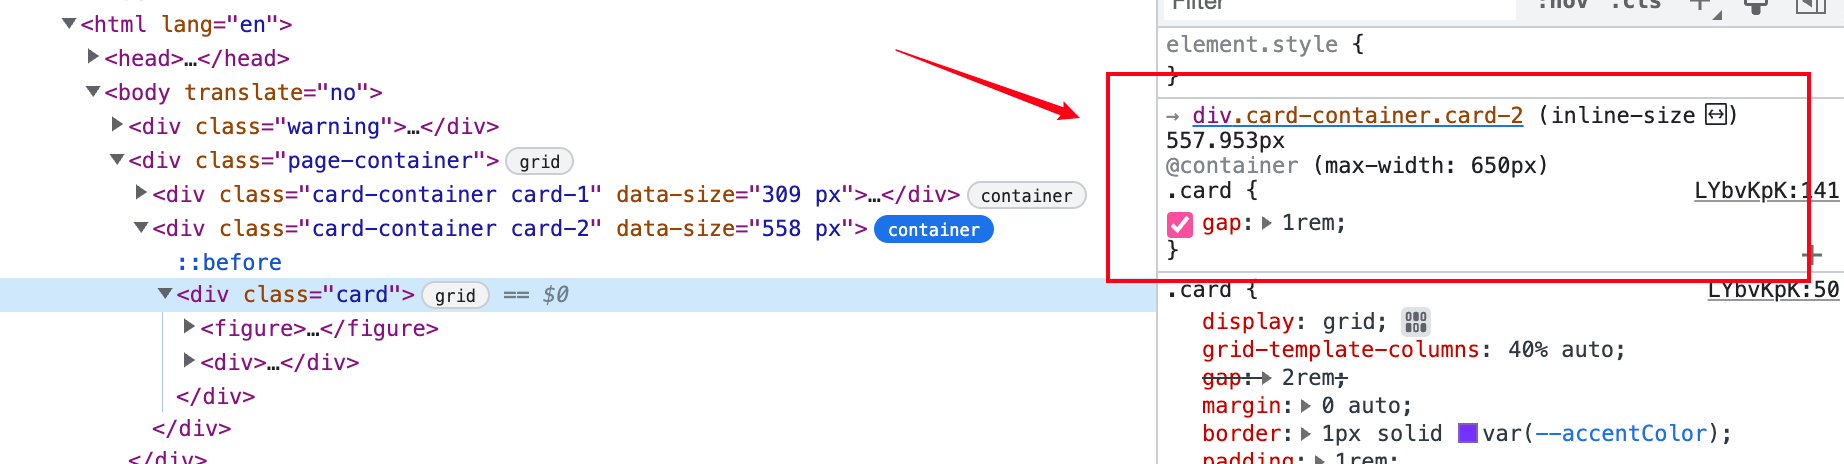 <html lang="en">
<head>…</head>
<body translate="no">
<div class="warning">…</div>
<div class="page-container"> grid
<div class="card-container card-1" data-size="309 px">…</div> container
<div class="card-container card-2" data-size="558 px"> container
::before
<div class="card"> grid == $0
<figure>…</figure>
<div>…</div>
</div>
</div>
</div>
Filter :hov .cls
element.style {
}
→ div.card-container.card-2 (inline-size ↔)
557.953px
@container (max-width: 650px)
.card { LYbvKpK:141
gap: 1rem;
}
.card { LYbvKpK:50
display: grid;
grid-template-columns: 40% auto;
gap: 2rem;
margin: 0 auto;
border: 1px solid var(--accentColor);
padding: 1rem;